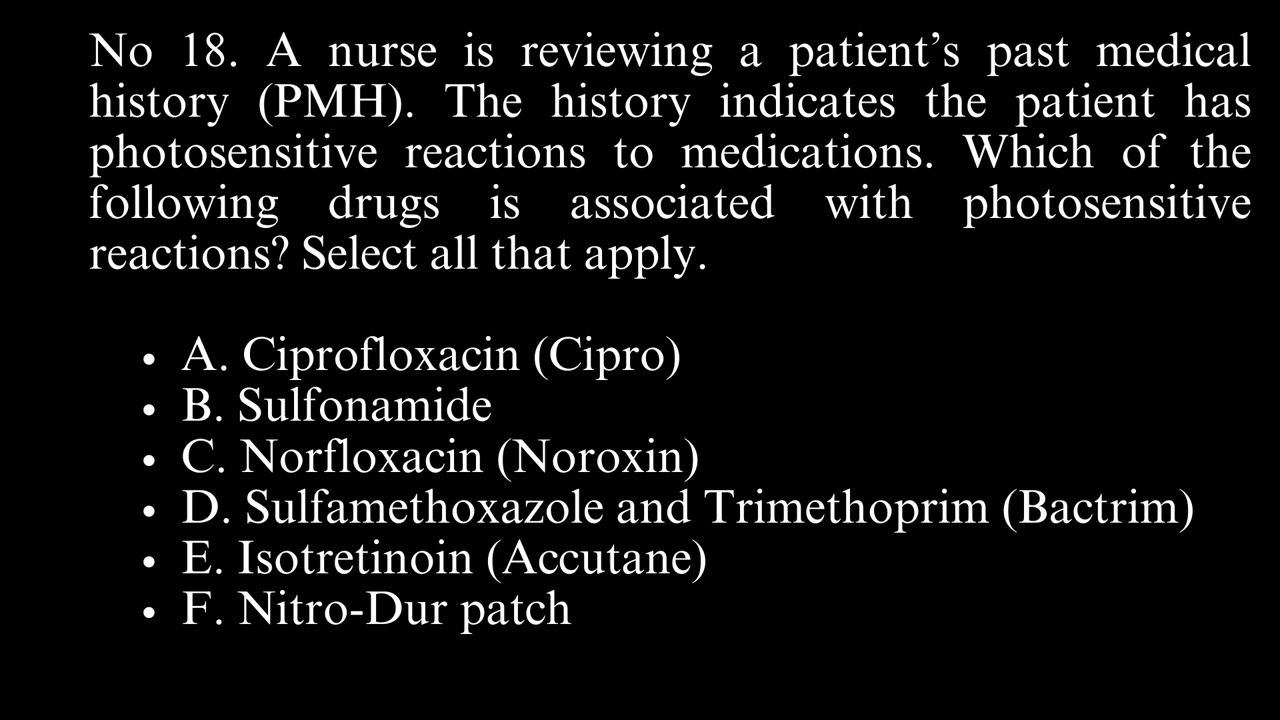 No 18. A nurse is reviewing a patient’s past medical
history (PMH). The history indicates the patient has
photosensitive reactions to medications. Which of the
following drugs is associated with photosensitive
reactions? Select all that apply.
• A. Ciprofloxacin (Cipro)
• B. Sulfonamide
• C. Norfloxacin (Noroxin)
• D. Sulfamethoxazole and Trimethoprim (Bactrim)
• E. Isotretinoin (Accutane)
• F. Nitro-Dur patch